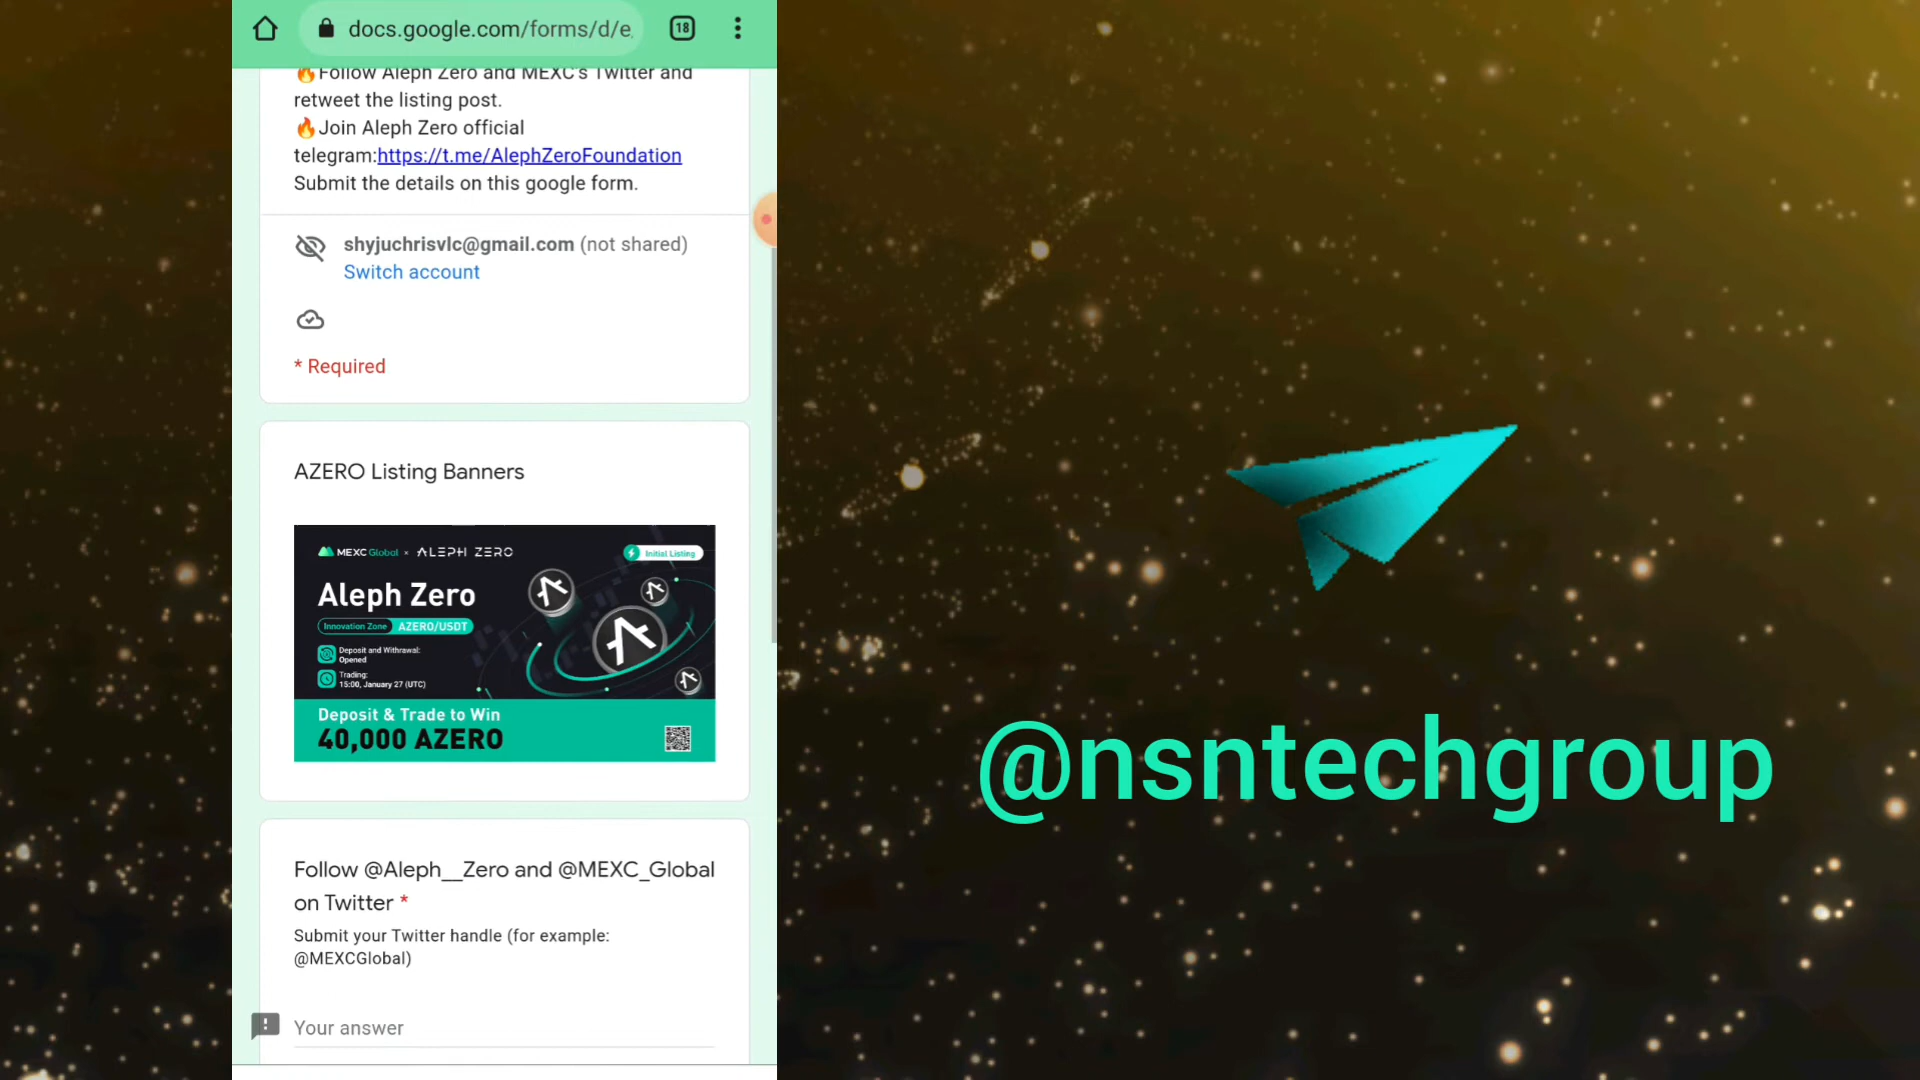 docs.google.com/forms/d/e
18
🔥Follow Aleph Zero and MEXC's Twitter and
retweet the listing post.
🔥Join Aleph Zero official
telegram:https://t.me/AlephZeroFoundation
Submit the details on this google form.
shyjuchrisvlc@gmail.com (not shared)
Switch account
* Required
AZERO Listing Banners
MEXC Global × ALEPH ZERO
Initial Listing
Aleph Zero
Innovation Zone AZERO/USDT
Deposit and Withrawal:
Opened
Trading:
15:00, January 27 (UTC)
Deposit & Trade to Win
40,000 AZERO
Follow @Aleph__Zero and @MEXC_Global
on Twitter *
Submit your Twitter handle (for example:
@MEXCGlobal)
Your answer
@nsntechgroup